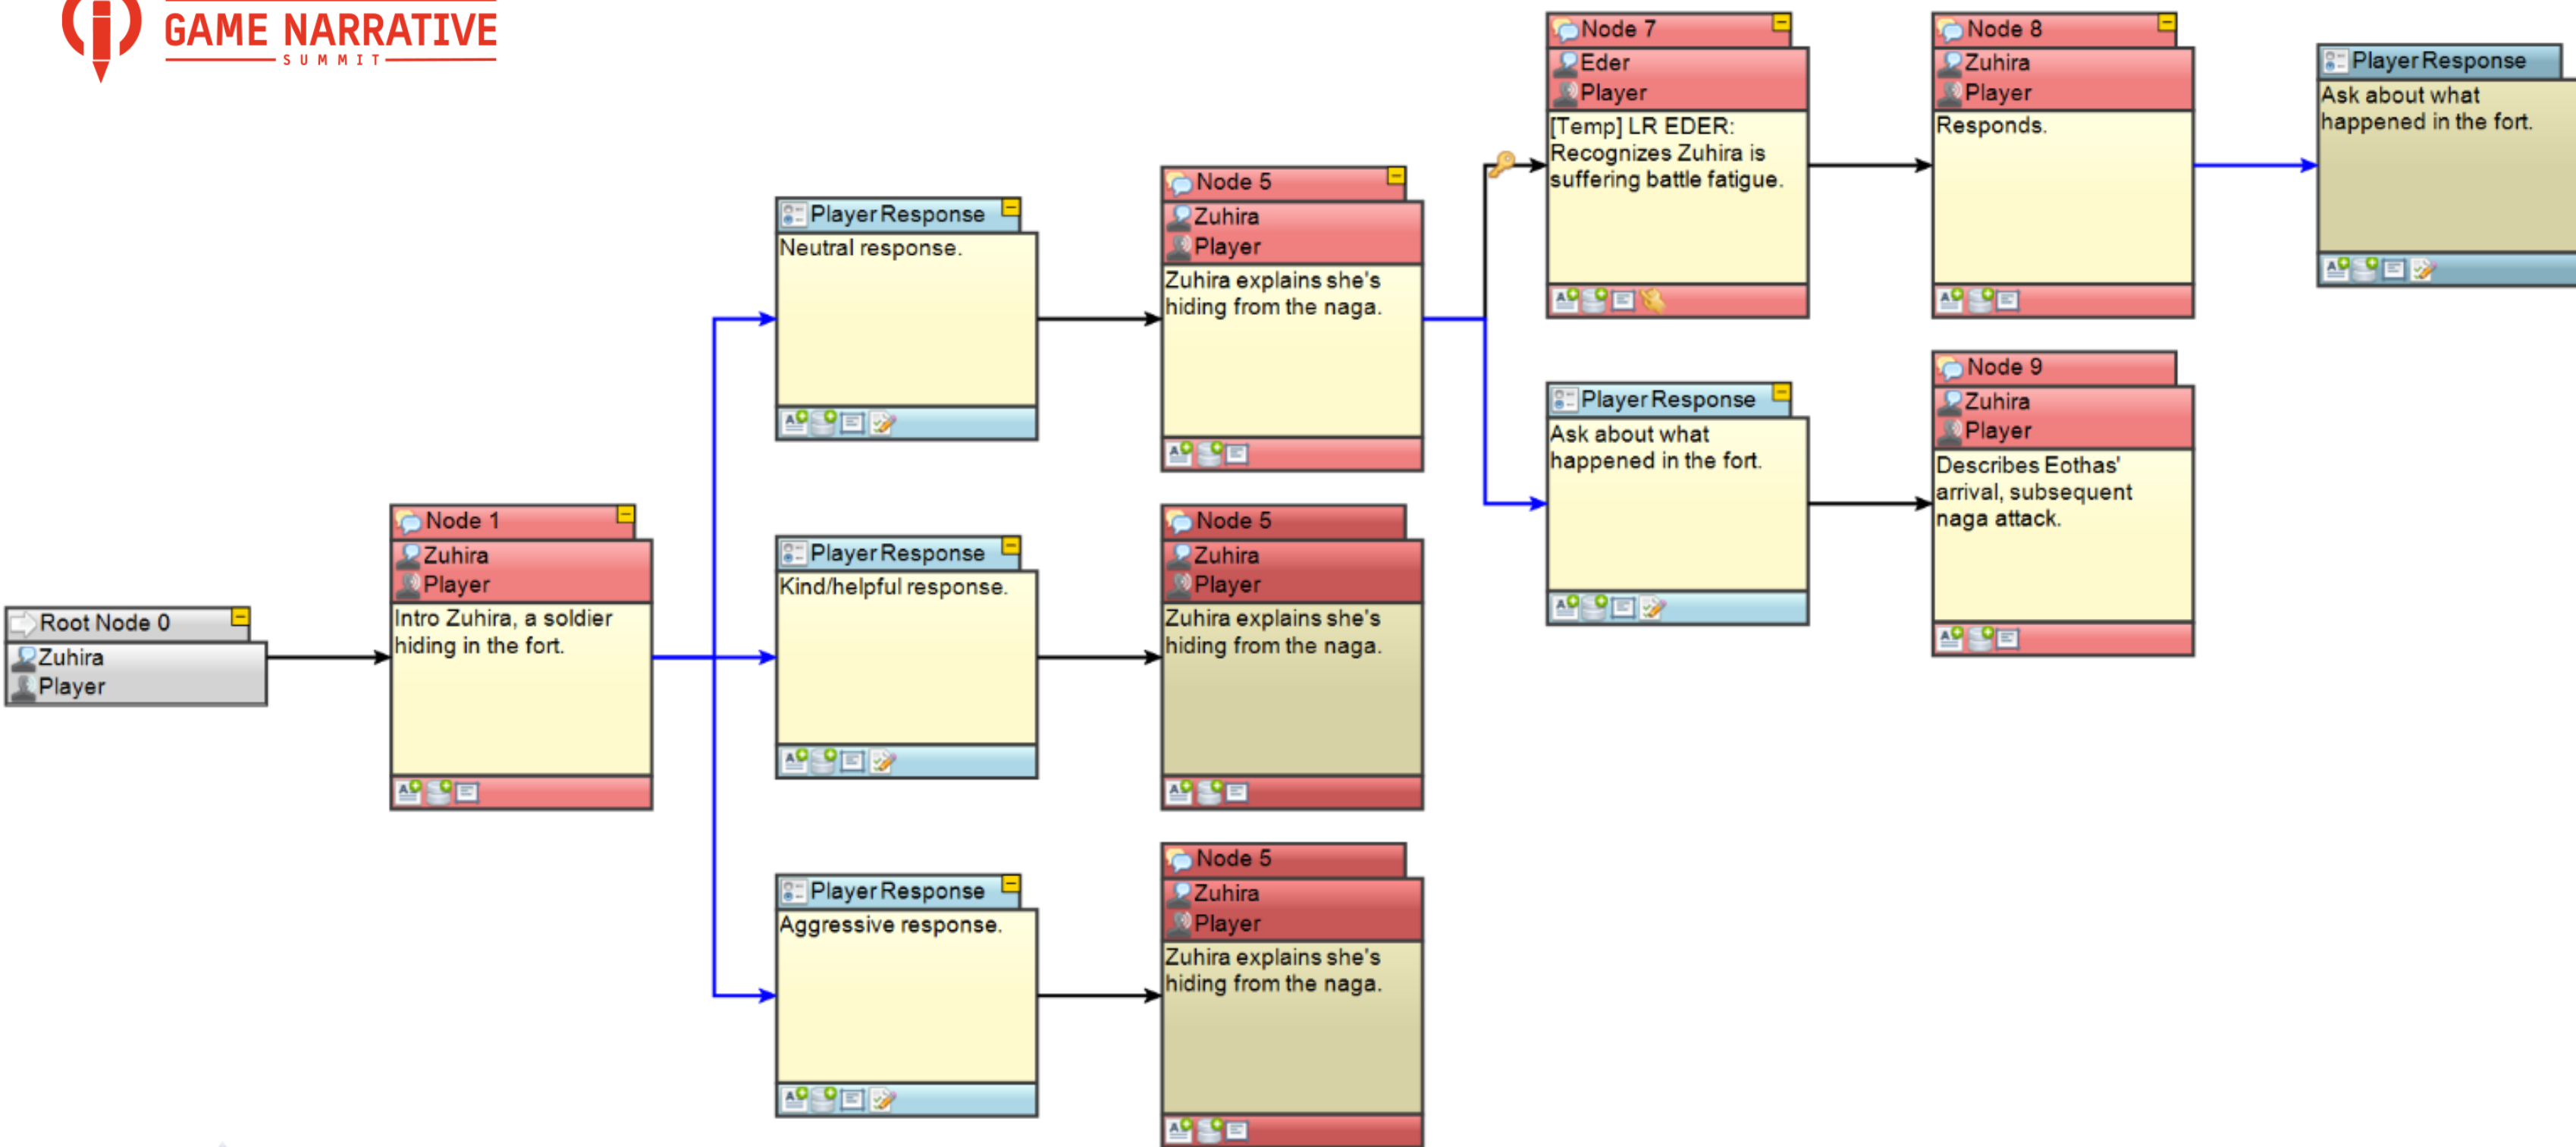 GAME NARRATIVE
SUMMIT
Root Node 0
Zuhira
Player
Node 1
Zuhira
Player
Intro Zuhira, a soldier
hiding in the fort.
Player Response
Neutral response.
Player Response
Kind/helpful response.
Player Response
Aggressive response.
Node 5
Zuhira
Player
Zuhira explains she's
hiding from the naga.
Node 5
Zuhira
Player
Zuhira explains she's
hiding from the naga.
Node 5
Zuhira
Player
Zuhira explains she's
hiding from the naga.
Node 7
Eder
Player
[Temp] LR EDER:
Recognizes Zuhira is
suffering battle fatigue.
Player Response
Ask about what
happened in the fort.
Node 8
Zuhira
Player
Responds.
Node 9
Zuhira
Player
Describes Eothas'
arrival, subsequent
naga attack.
Player Response
Ask about what
happened in the fort.